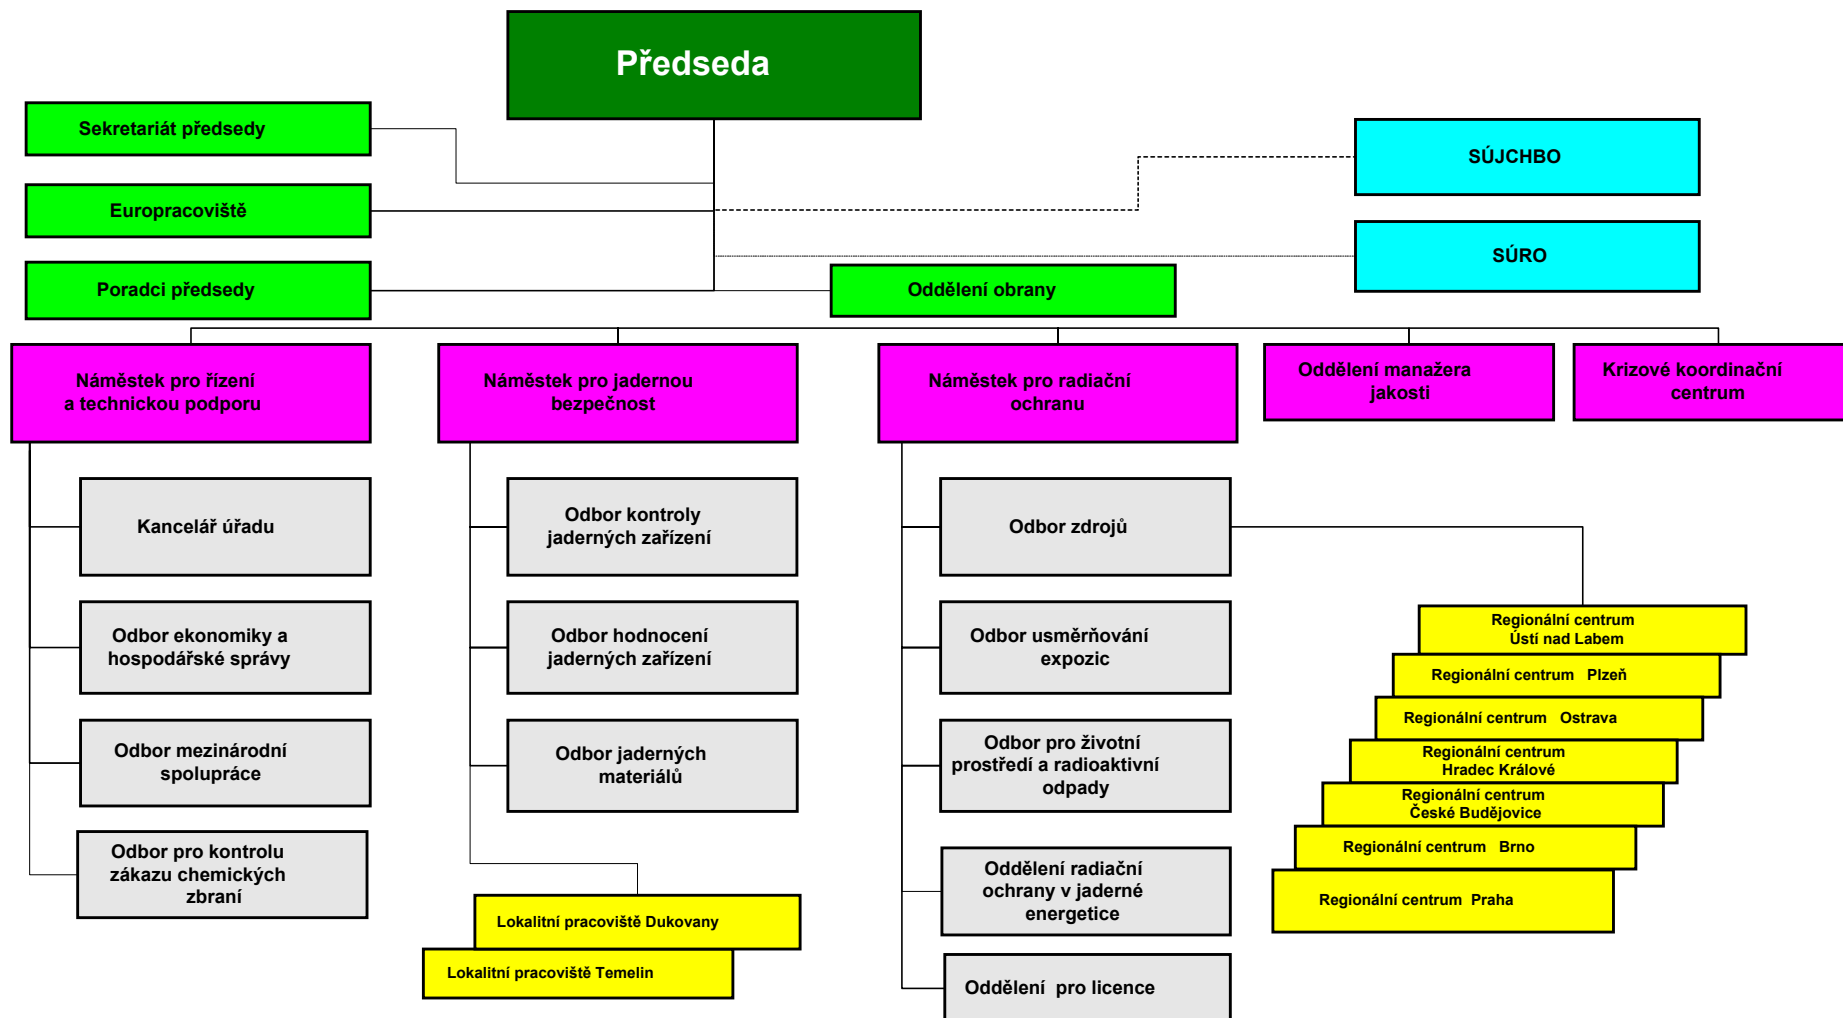 Předseda
Sekretariát předsedy
Europracoviště
Poradci předsedy
SÚJCHBO
SÚRO
Oddělení obrany
Náměstek pro řízení
a technickou podporu
Náměstek pro jadernou
bezpečnost
Náměstek pro radiační
ochranu
Oddělení manažera
jakosti
Krizové koordinační
centrum
Kancelář úřadu
Odbor ekonomiky a
hospodářské správy
Odbor mezinárodní
spolupráce
Odbor pro kontrolu
zákazu chemických
zbraní
Odbor kontroly
jaderných zařízení
Odbor hodnocení
jaderných zařízení
Odbor jaderných
materiálů
Lokalitní pracoviště Dukovany
Lokalitní pracoviště Temelin
Odbor zdrojů
Odbor usměrňování
expozic
Odbor pro životní
prostředí a radioaktivní
odpady
Oddělení radiační
ochrany v jaderné
energetice
Oddělení pro licence
Regionální centrum
Ústí nad Labem
Regionální centrum Plzeň
Regionální centrum Ostrava
Regionální centrum
Hradec Králové
Regionální centrum
České Budějovice
Regionální centrum Brno
Regionální centrum Praha